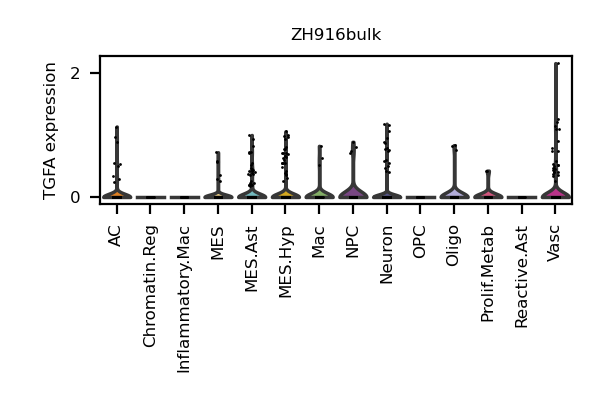 ZH916bulk
TGFA expression
2
0
AC
Chromatin.Reg
Inflammatory.Mac
MES
MES.Ast
MES.Hyp
Mac
NPC
Neuron
OPC
Oligo
Prolif.Metab
Reactive.Ast
Vasc